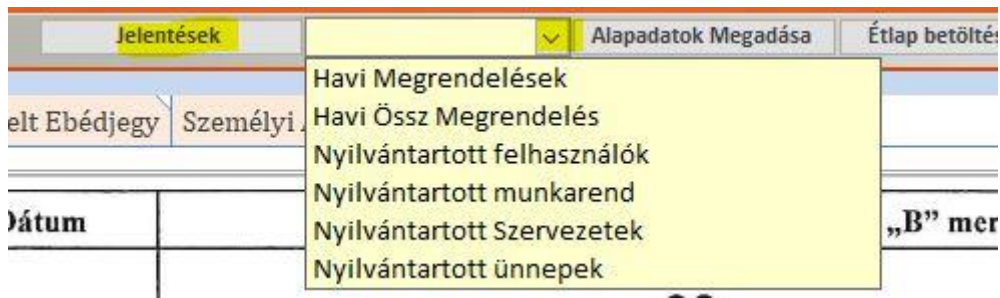 Jelentések
Alapadatok Megadása
Étlap betöltés
Havi Megrendelések
elt Ebédjegy
Személyi
Havi Össz Megrendelés
Nyilvántartott felhasználók
Nyilvántartott munkarend
Dátum
Nyilvántartott Szervezetek
„B” mer
Nyilvántartott ünnepek